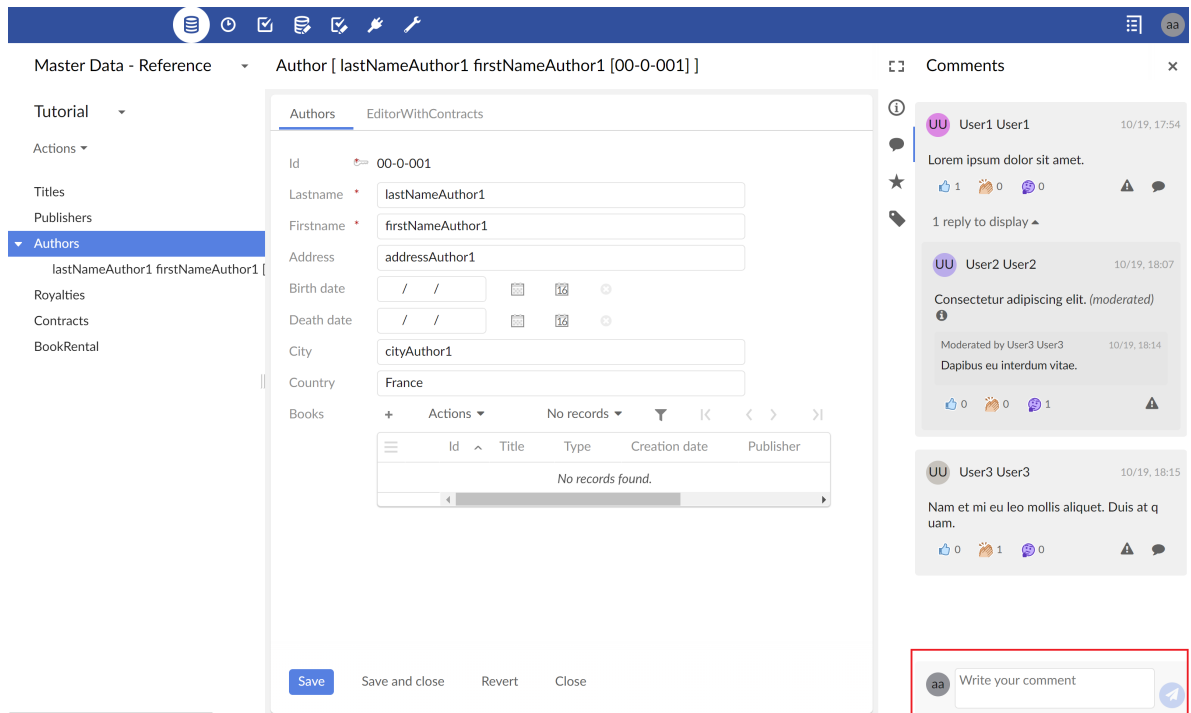 aa
Master Data - Reference
Author [ lastNameAuthor1 firstNameAuthor1 [00-0-001] ]
Comments
Tutorial
Actions
Titles
Publishers
Authors
lastNameAuthor1 firstNameAuthor1 [
Royalties
Contracts
BookRental
Authors EditorWithContracts
Id 00-0-001
Lastname * lastNameAuthor1
Firstname * firstNameAuthor1
Address addressAuthor1
Birth date / / 16
Death date / / 16
City cityAuthor1
Country France
Books + Actions No records
Id Title Type Creation date Publisher
No records found.
Save Save and close Revert Close
UU User1 User1 10/19, 17:54
Lorem ipsum dolor sit amet.
1 0 0
1 reply to display
UU User2 User2 10/19, 18:07
Consectetur adipiscing elit. (moderated)
Moderated by User3 User3 10/19, 18:14
Dapibus eu interdum vitae.
0 0 1
UU User3 User3 10/19, 18:15
Nam et mi eu leo mollis aliquet. Duis at q
uam.
0 1 0
aa Write your comment